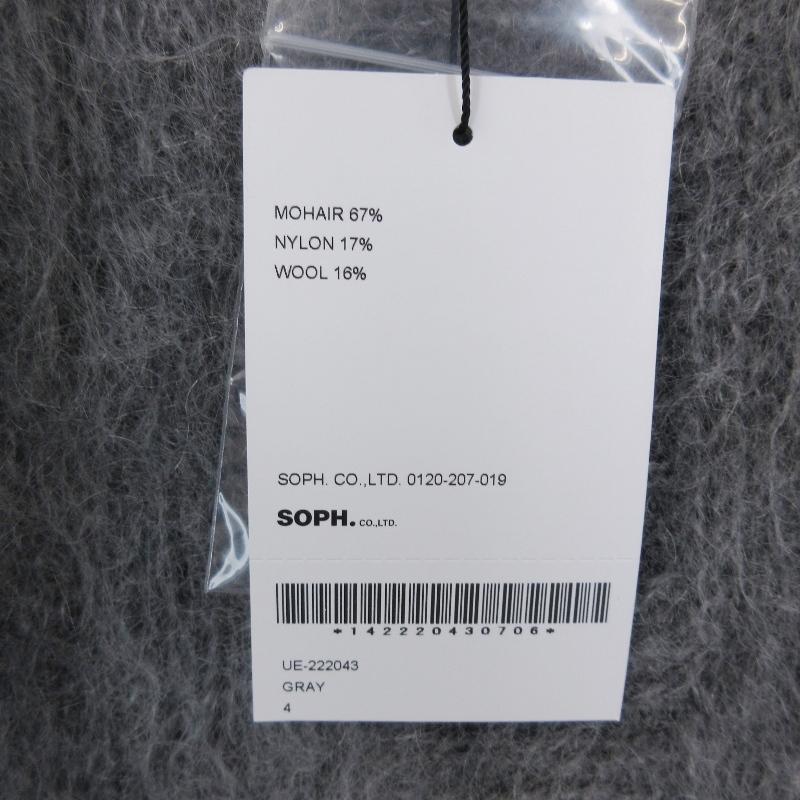 MOHAIR 67%
NYLON 17%
WOOL 16%
SOPH. CO.,LTD. 0120-207-019
SOPH. CO.,LTD.
*142220430706*
UE-222043
GRAY
4